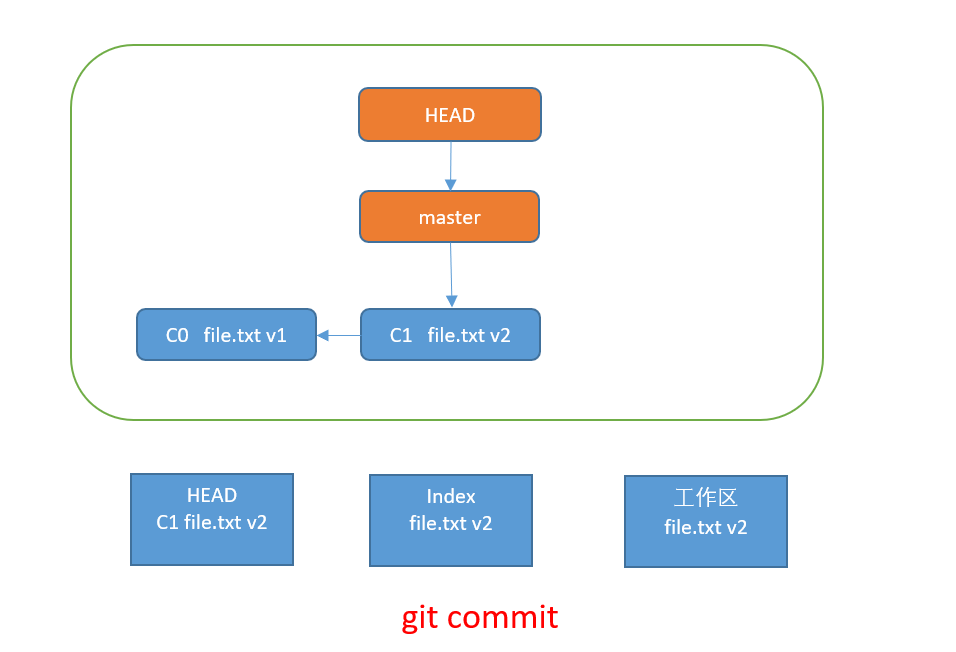 HEAD
master
C0 file.txt v1
C1 file.txt v2
HEAD
C1 file.txt v2
Index
file.txt v2
工作区
file.txt v2
git commit